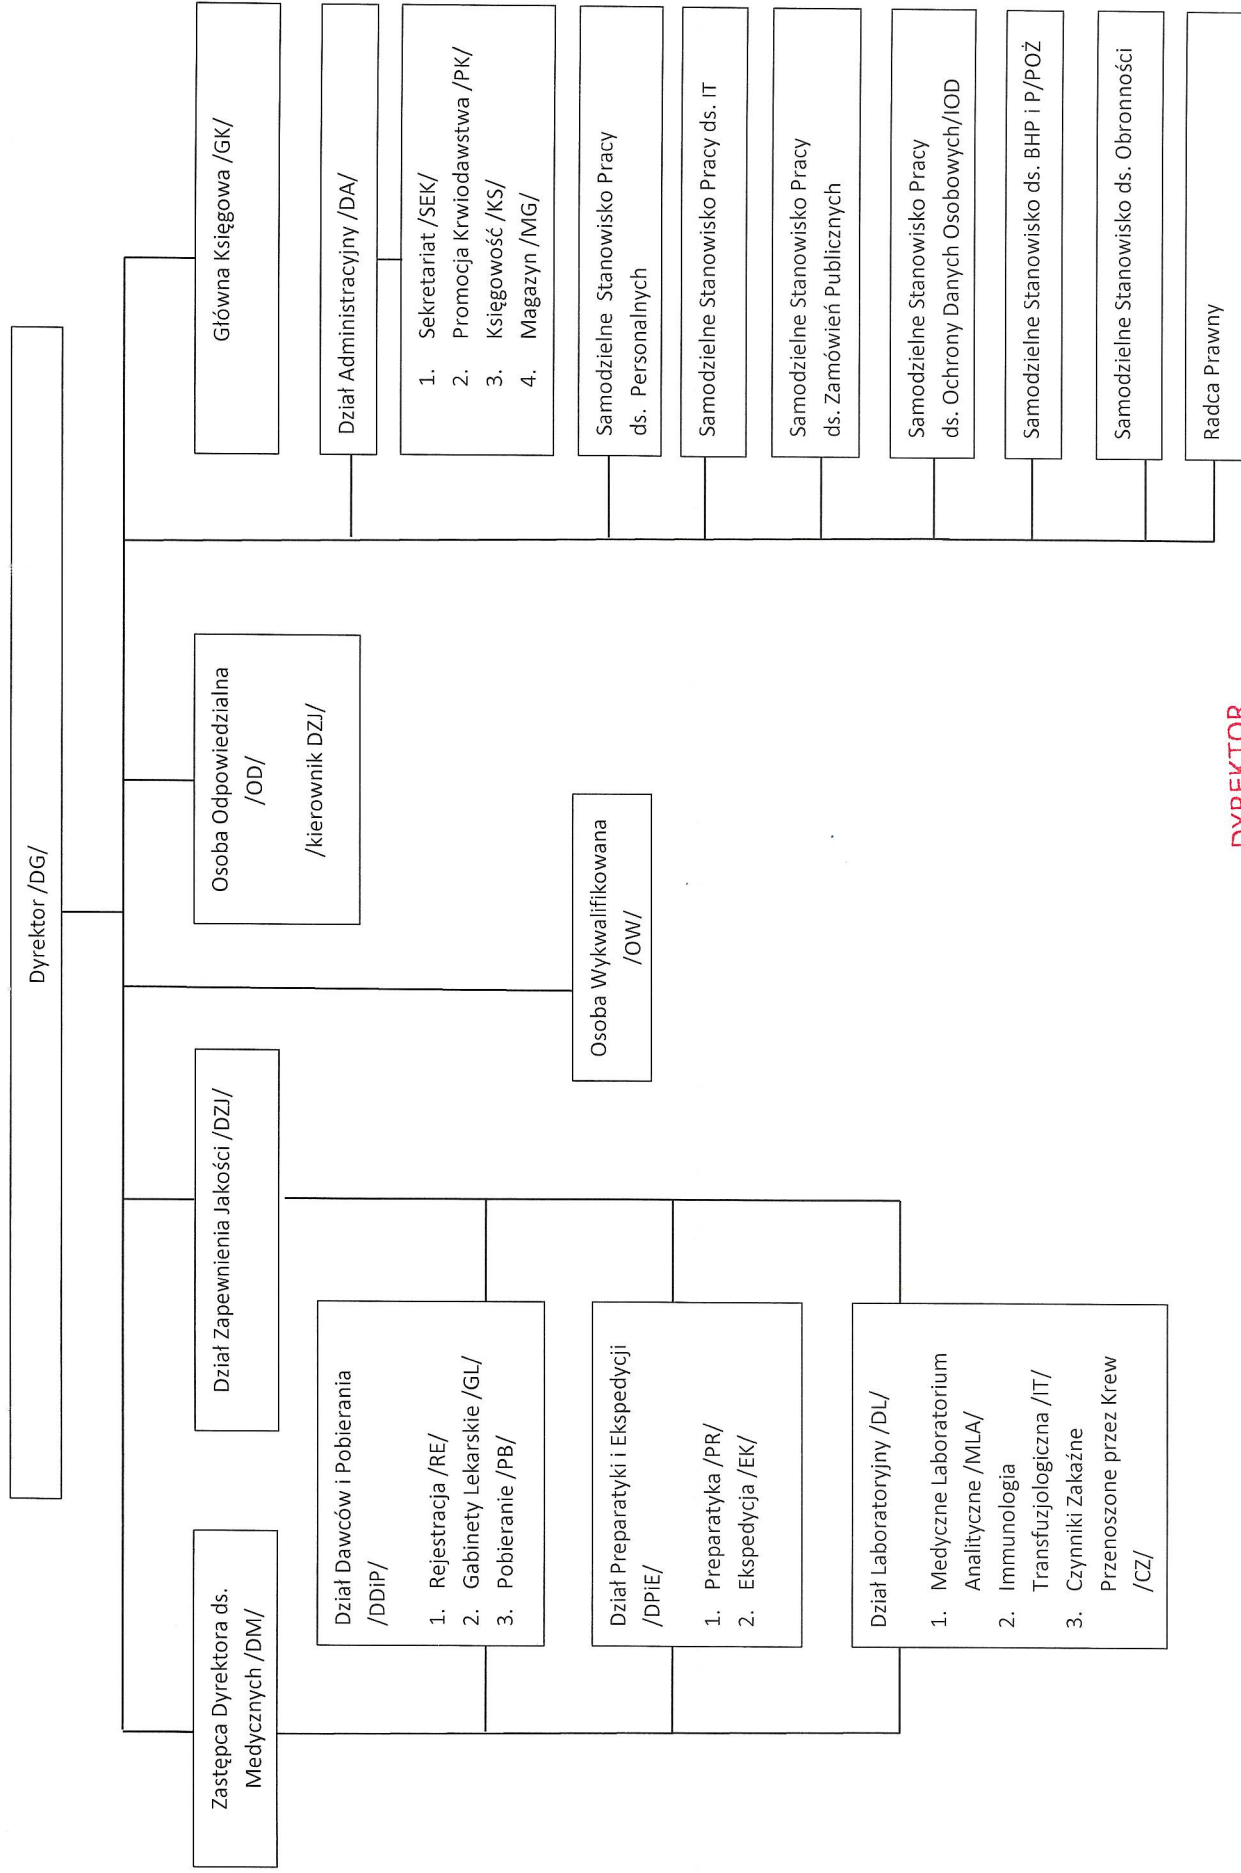 Dyrektor /DG/
Zastępca Dyrektora ds.
Medycznych /DM/
Dział Zapewnienia Jakości /DZJ/
Osoba Odpowiedzialna
/OD/
/kierownik DZJ/
Główna Księgowa /GK/
Dział Dawców i Pobierania
/DDiP/
1. Rejestracja /RE/
2. Gabinety Lekarskie /GL/
3. Pobieranie /PB/
Dział Preparatyki i Ekspedycji
/DPiE/
1. Preparatyka /PR/
2. Ekspedycja /EK/
Dział Laboratoryjny /DL/
1. Medyczne Laboratorium
Analityczne /MLA/
2. Immunologia
Transfuzjologiczna /IT/
3. Czynniki Zakaźne
Przenoszone przez Krew
/CZ/
Osoba Wykwalifikowana
/OW/
Dział Administracyjny /DA/
1. Sekretariat /SEK/
2. Promocja Krwiodawstwa /PK/
3. Księgowość /KS/
4. Magazyn /MG/
Samodzielne Stanowisko Pracy
ds. Personalnych
Samodzielne Stanowisko Pracy ds. IT
Samodzielne Stanowisko Pracy
ds. Zamówień Publicznych
Samodzielne Stanowisko Pracy
ds. Ochrony Danych Osobowych/IOD
Samodzielne Stanowisko ds. BHP i P/POŻ
Samodzielne Stanowisko ds. Obronności
Radca Prawny
DYREKTOR